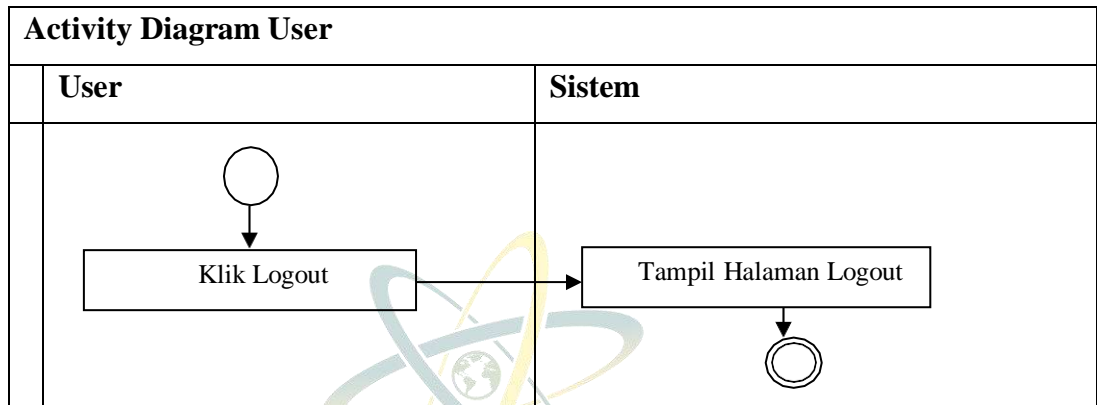 Activity Diagram User
User
Sistem
Klik Logout
Tampil Halaman Logout